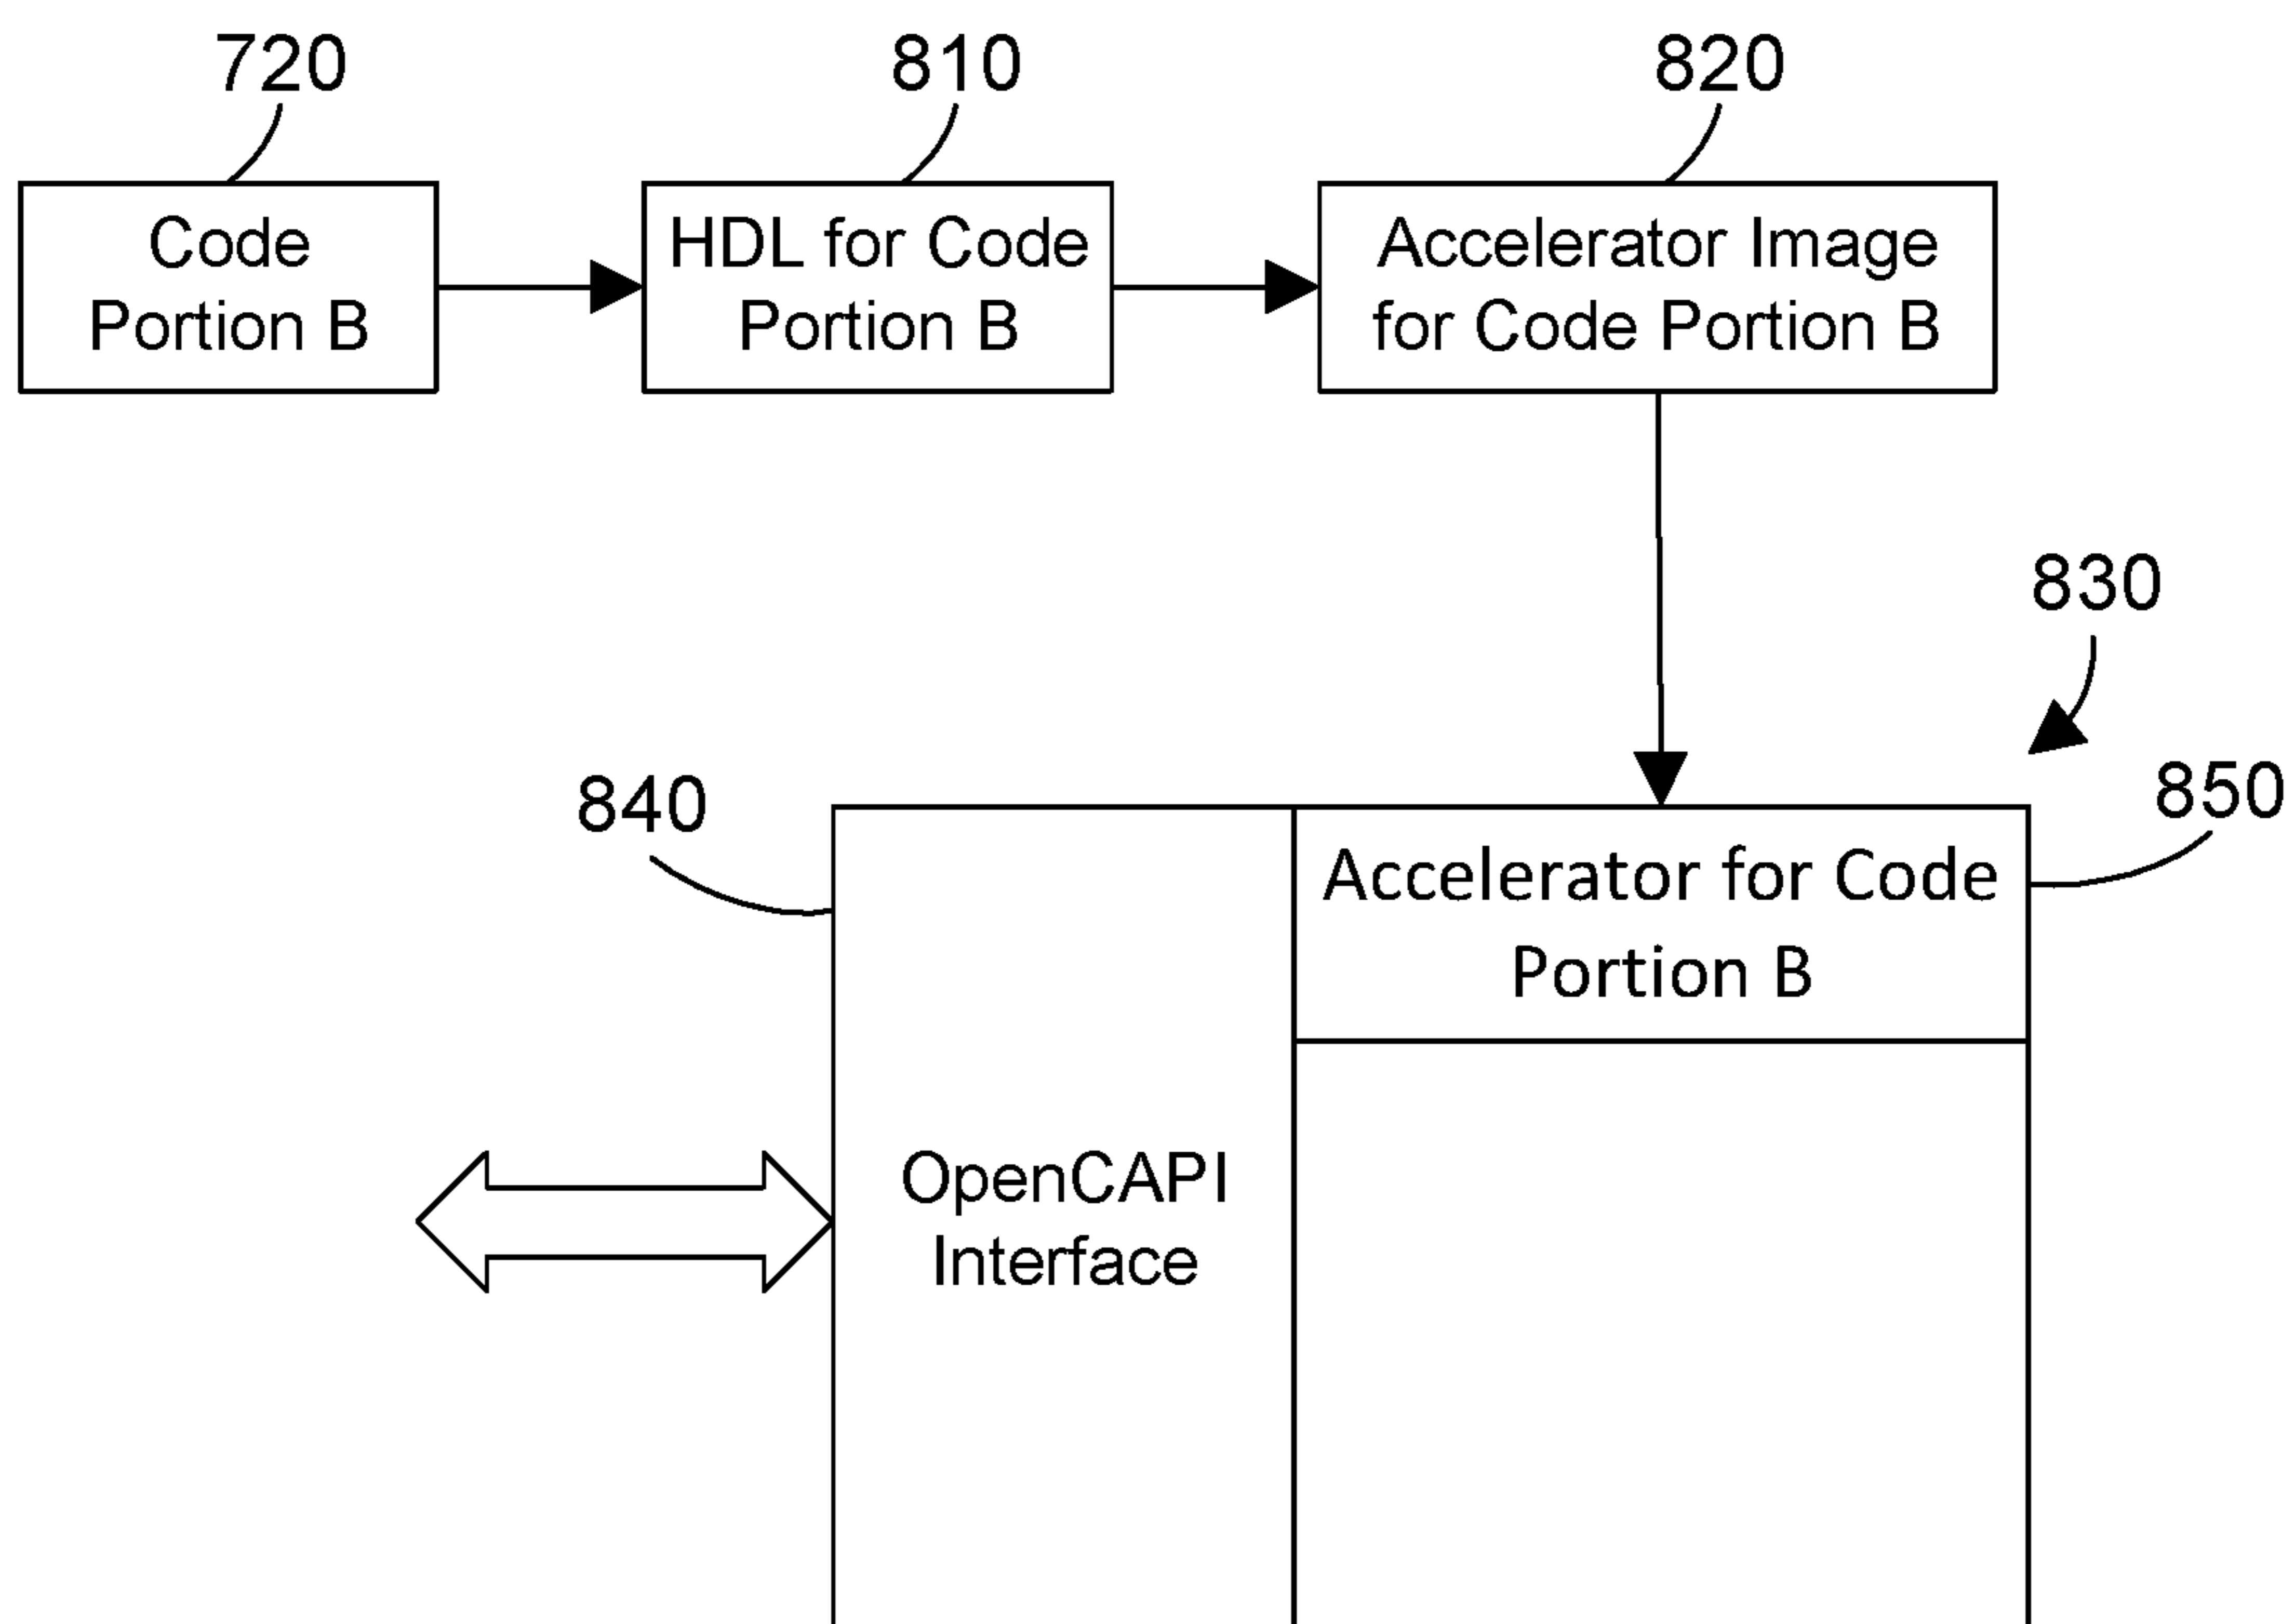 720
810
820
Code
Portion B
HDL for Code
Portion B
Accelerator Image
for Code Portion B
830
840
850
Accelerator for Code
Portion B
OpenCAPI
Interface